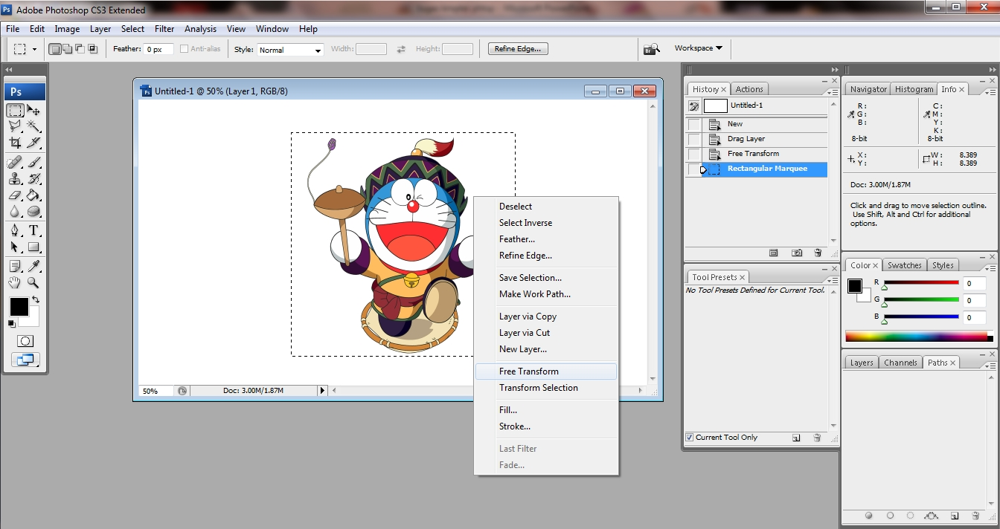 Ps Adobe Photoshop CS3 Extended
File Edit Image Layer Select Filter Analysis View Window Help
Feather: 0 px Anti-alias Style: Normal Width: Height: Refine Edge... Br Workspace
Ps
T
Ps Untitled-1 @ 50% (Layer 1, RGB/8)
50% Doc: 3.00M/1.87M
Deselect
Select Inverse
Feather...
Refine Edge...
Save Selection...
Make Work Path...
Layer via Copy
Layer via Cut
New Layer...
Free Transform
Transform Selection
Fill...
Stroke...
Last Filter
Fade...
History Actions
Untitled-1
New
Drag Layer
Free Transform
Rectangular Marquee
Tool Presets
No Tool Presets Defined for Current Tool.
Current Tool Only
Navigator Histogram Info
R: C:
G: M:
B: Y:
K:
8-bit 8-bit
X: W: 8.389
Y: H: 8.389
Doc: 3.00M/1.87M
Click and drag to move selection outline.
Use Shift, Alt and Ctrl for additional
options.
Color Swatches Styles
R 0
G 0
B 0
Layers Channels Paths